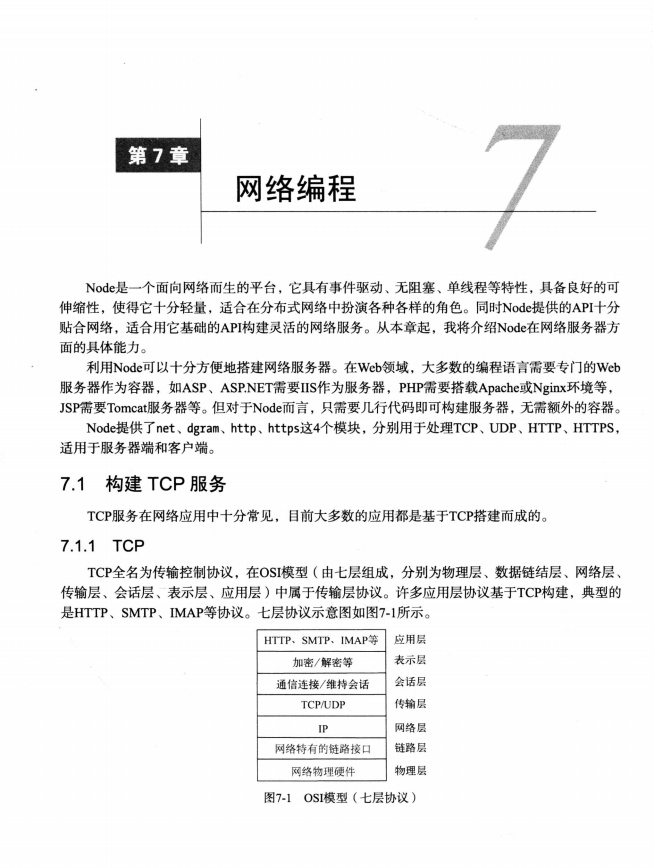 第7章
网络编程
7
Node是一个面向网络而生的平台，它具有事件驱动、无阻塞、单线程等特性，具备良好的可
伸缩性，使得它十分轻量，适合在分布式网络中扮演各种各样的角色。同时Node提供的API十分
贴合网络，适合用它基础的API构建灵活的网络服务。从本章起，我将介绍Node在网络服务器方
面的具体能力。
利用Node可以十分方便地搭建网络服务器。在Web领域，大多数的编程语言需要专门的Web
服务器作为容器，如ASP、ASP.NET需要IIS作为服务器，PHP需要搭载Apache或Nginx环境等，
JSP需要Tomcat服务器等。但对于Node而言，只需要几行代码即可构建服务器，无需额外的容器。
Node提供了net、dgram、http、https这4个模块，分别用于处理TCP、UDP、HTTP、HTTPS，
适用于服务器端和客户端。
7.1 构建 TCP 服务
TCP服务在网络应用中十分常见，目前大多数的应用都是基于TCP搭建而成的。
7.1.1 TCP
TCP全名为传输控制协议，在OSI模型（由七层组成，分别为物理层、数据链结层、网络层、
传输层、会话层、表示层、应用层）中属于传输层协议。许多应用层协议基于TCP构建，典型的
是HTTP、SMTP、IMAP等协议。七层协议示意图如图7-1所示。
HTTP、SMTP、IMAP等 应用层
加密/解密等 表示层
通信连接/维持会话 会话层
TCP/UDP 传输层
IP 网络层
网络特有的链路接口 链路层
网络物理硬件 物理层
图7-1 OSI模型（七层协议）